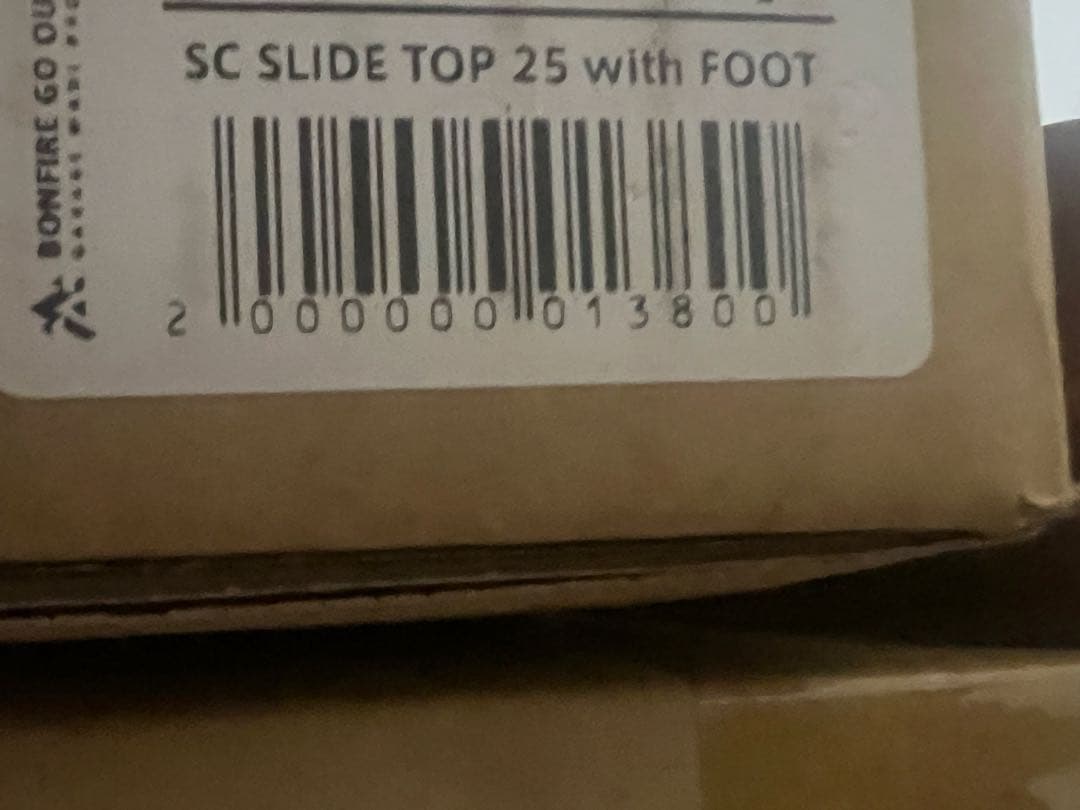 SC SLIDE TOP 25 with FOOT
2 000000 013800
BONFIRE GO OU